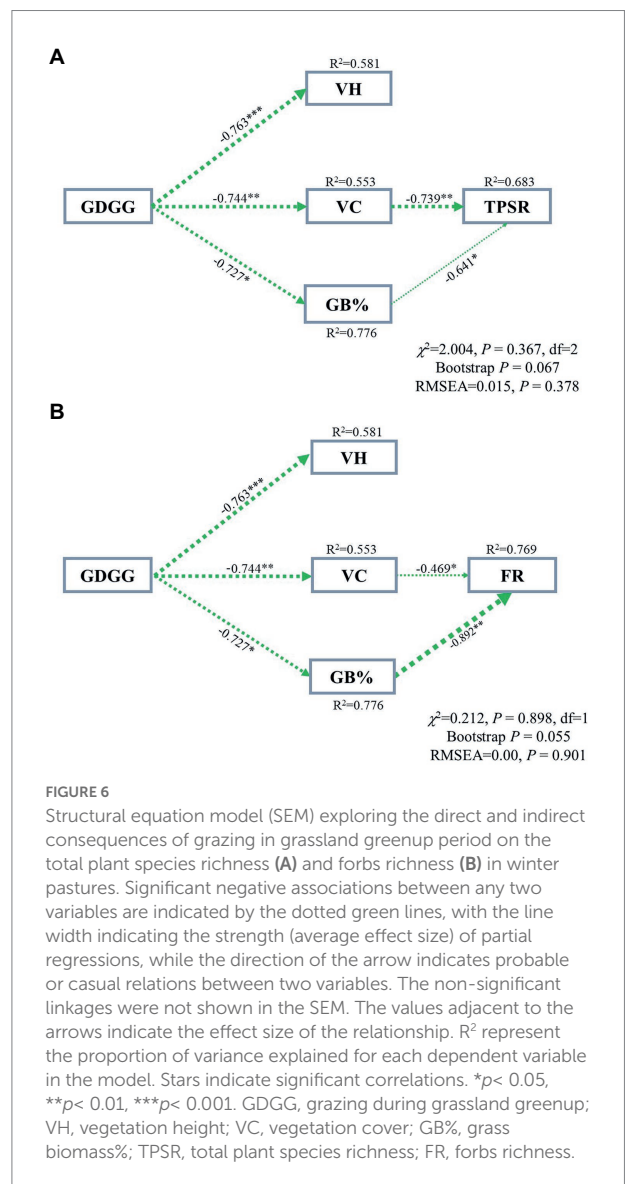 A
R²=0.581
VH
-0.763***
GDGG
-0.744**
R²=0.553
VC
-0.739**
R²=0.683
TPSR
-0.727*
-0.641*
GB%
R²=0.776
χ²=2.004, P = 0.367, df=2
Bootstrap P = 0.067
RMSEA=0.015, P = 0.378
B
R²=0.581
VH
-0.763***
GDGG
-0.744**
R²=0.553
VC
-0.469*
R²=0.769
FR
-0.727*
-0.892**
GB%
R²=0.776
χ²=0.212, P = 0.898, df=1
Bootstrap P = 0.055
RMSEA=0.00, P = 0.901
FIGURE 6
Structural equation model (SEM) exploring the direct and indirect
consequences of grazing in grassland greenup period on the
total plant species richness (A) and forbs richness (B) in winter
pastures. Significant negative associations between any two
variables are indicated by the dotted green lines, with the line
width indicating the strength (average effect size) of partial
regressions, while the direction of the arrow indicates probable
or casual relations between two variables. The non-significant
linkages were not shown in the SEM. The values adjacent to the
arrows indicate the effect size of the relationship. R² represent
the proportion of variance explained for each dependent variable
in the model. Stars indicate significant correlations. *p< 0.05,
**p< 0.01, ***p< 0.001. GDGG, grazing during grassland greenup;
VH, vegetation height; VC, vegetation cover; GB%, grass
biomass%; TPSR, total plant species richness; FR, forbs richness.